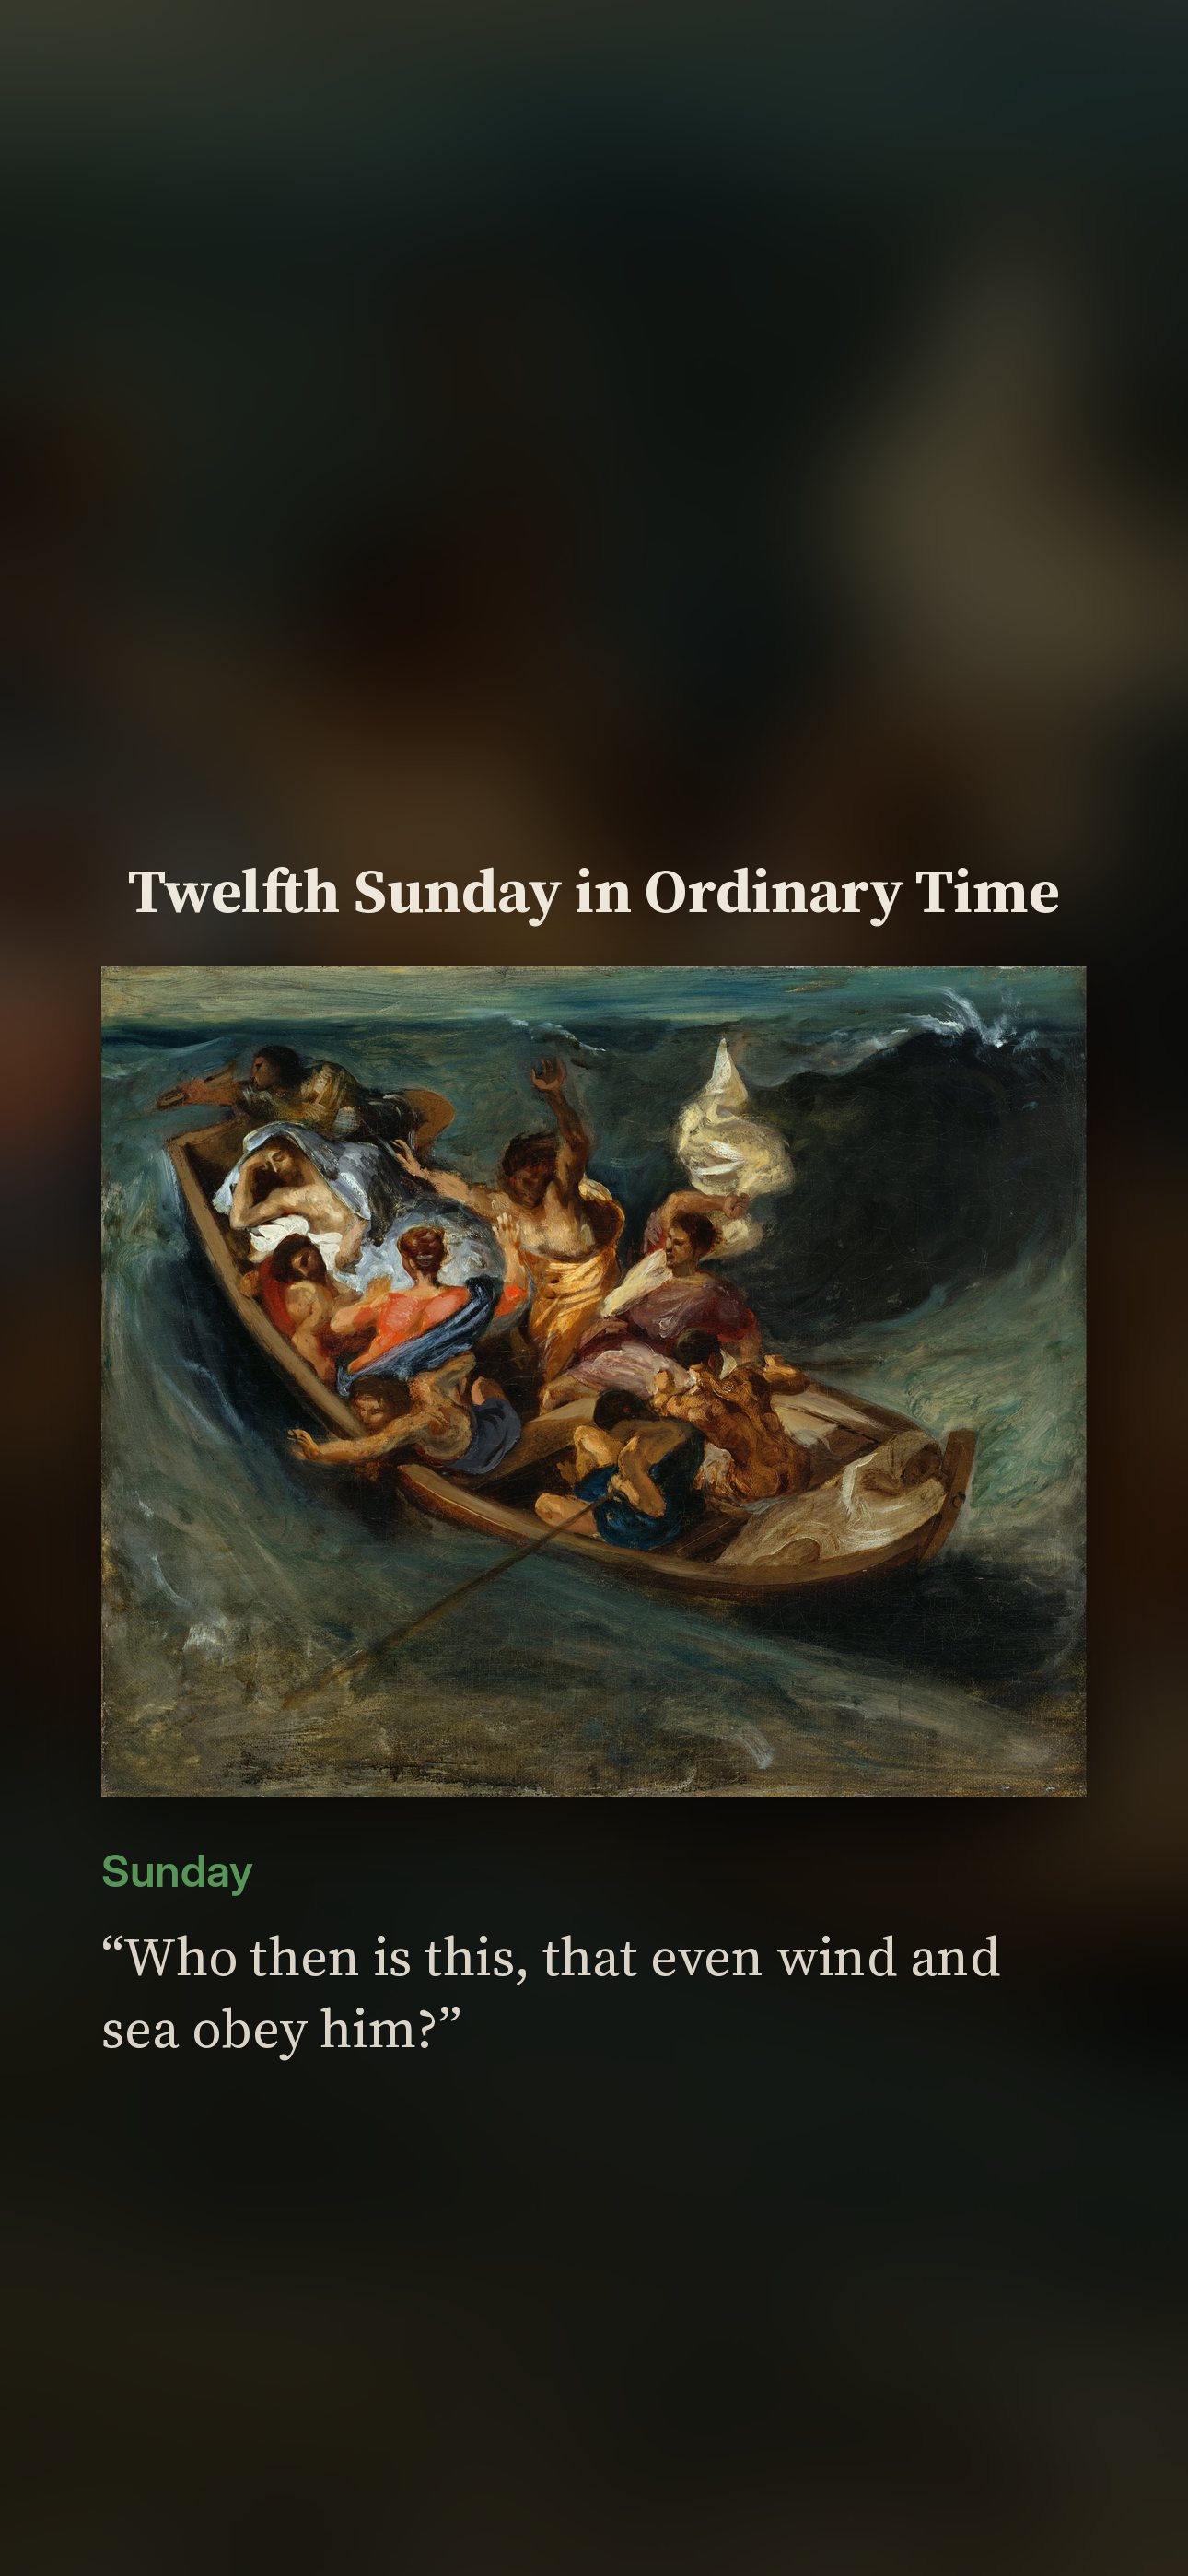 Twelfth Sunday in Ordinary Time
Sunday
“Who then is this, that even wind and
sea obey him?”